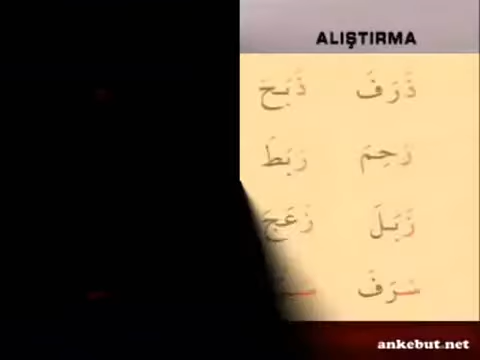 ALIŞTIRMA
ذَرَفَ ذَبَحَ
رَحِمَ رَبَطَ
زَبَلَ زَعَجَ
سَرَفَ
ankebut.net